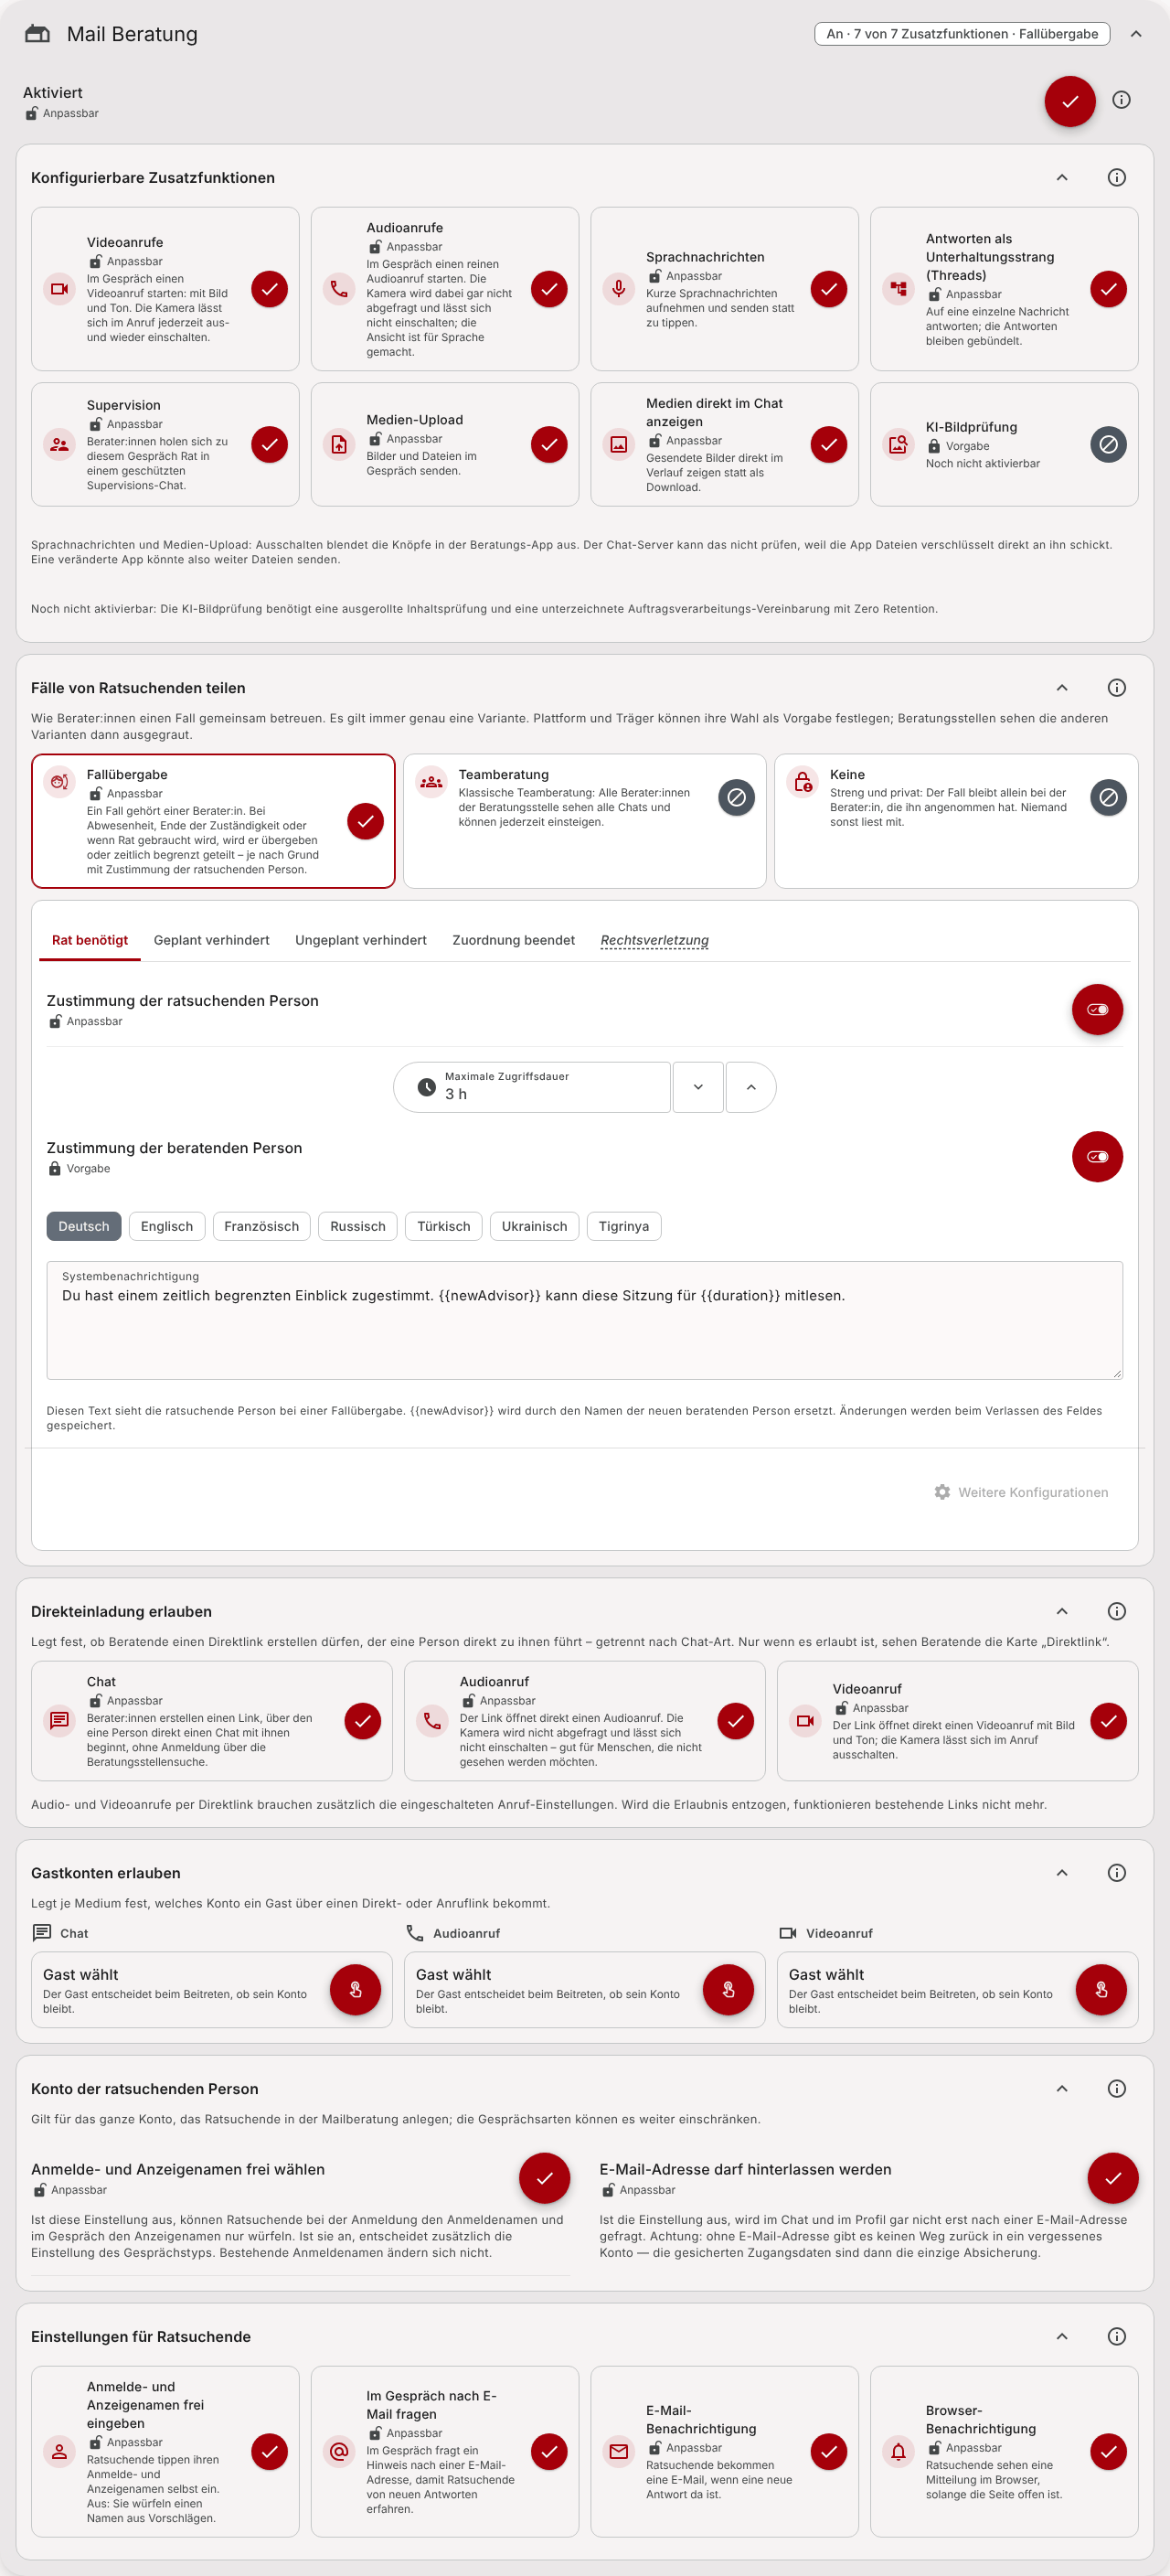 Mail Beratung
An · 7 von 7 Zusatzfunktionen · Fallübergabe
Aktiviert
Anpassbar
Konfigurierbare Zusatzfunktionen
Videoanrufe
Anpassbar
Im Gespräch einen
Videoanruf starten: mit Bild
und Ton. Die Kamera lässt
sich im Anruf jederzeit aus-
und wieder einschalten.
Audioanrufe
Anpassbar
Im Gespräch einen reinen
Audioanruf starten. Die
Kamera wird dabei gar nicht
abgefragt und lässt sich
nicht einschalten; die
Ansicht ist für Sprache
gemacht.
Sprachnachrichten
Anpassbar
Kurze Sprachnachrichten
aufnehmen und senden statt
zu tippen.
Antworten als
Unterhaltungsstrang
(Threads)
Anpassbar
Auf eine einzelne Nachricht
antworten; die Antworten
bleiben gebündelt.
Supervision
Anpassbar
Berater:innen holen sich zu
diesem Gespräch Rat in
einem geschützten
Supervisions-Chat.
Medien-Upload
Anpassbar
Bilder und Dateien im
Gespräch senden.
Medien direkt im Chat
anzeigen
Anpassbar
Gesendete Bilder direkt im
Verlauf zeigen statt als
Download.
KI-Bildprüfung
Vorgabe
Noch nicht aktivierbar
Sprachnachrichten und Medien-Upload: Ausschalten blendet die Knöpfe in der Beratungs-App aus. Der Chat-Server kann das nicht prüfen, weil die App Dateien verschlüsselt direkt an ihn schickt.
Eine veränderte App könnte also weiter Dateien senden.
Noch nicht aktivierbar: Die KI-Bildprüfung benötigt eine ausgerollte Inhaltsprüfung und eine unterzeichnete Auftragsverarbeitungs-Vereinbarung mit Zero Retention.
Fälle von Ratsuchenden teilen
Wie Berater:innen einen Fall gemeinsam betreuen. Es gilt immer genau eine Variante. Plattform und Träger können ihre Wahl als Vorgabe festlegen; Beratungsstellen sehen die anderen
Varianten dann ausgegraut.
Fallübergabe
Anpassbar
Ein Fall gehört einer Berater:in. Bei
Abwesenheit, Ende der Zuständigkeit oder
wenn Rat gebraucht wird, wird er übergeben
oder zeitlich begrenzt geteilt – je nach Grund
mit Zustimmung der ratsuchenden Person.
Teamberatung
Klassische Teamberatung: Alle Berater:innen
der Beratungsstelle sehen alle Chats und
können jederzeit einsteigen.
Keine
Streng und privat: Der Fall bleibt allein bei der
Berater:in, die ihn angenommen hat. Niemand
sonst liest mit.
Rat benötigt
Geplant verhindert
Ungeplant verhindert
Zuordnung beendet
Rechtsverletzung
Zustimmung der ratsuchenden Person
Anpassbar
Maximale Zugriffsdauer
3 h
Zustimmung der beratenden Person
Vorgabe
Deutsch
Englisch
Französisch
Russisch
Türkisch
Ukrainisch
Tigrinya
Systembenachrichtigung
Du hast einem zeitlich begrenzten Einblick zugestimmt. {{newAdvisor}} kann diese Sitzung für {{duration}} mitlesen.
Diesen Text sieht die ratsuchende Person bei einer Fallübergabe. {{newAdvisor}} wird durch den Namen der neuen beratenden Person ersetzt. Änderungen werden beim Verlassen des Feldes
gespeichert.
Weitere Konfigurationen
Direkteinladung erlauben
Legt fest, ob Beratende einen Direktlink erstellen dürfen, der eine Person direkt zu ihnen führt – getrennt nach Chat-Art. Nur wenn es erlaubt ist, sehen Beratende die Karte „Direktlink“.
Chat
Anpassbar
Berater:innen erstellen einen Link, über den
eine Person direkt einen Chat mit ihnen
beginnt, ohne Anmeldung über die
Beratungsstellensuche.
Audioanruf
Anpassbar
Der Link öffnet direkt einen Audioanruf. Die
Kamera wird nicht abgefragt und lässt sich
nicht einschalten – gut für Menschen, die nicht
gesehen werden möchten.
Videoanruf
Anpassbar
Der Link öffnet direkt einen Videoanruf mit Bild
und Ton; die Kamera lässt sich im Anruf
ausschalten.
Audio- und Videoanrufe per Direktlink brauchen zusätzlich die eingeschalteten Anruf-Einstellungen. Wird die Erlaubnis entzogen, funktionieren bestehende Links nicht mehr.
Gastkonten erlauben
Legt je Medium fest, welches Konto ein Gast über einen Direkt- oder Anruflink bekommt.
Chat
Gast wählt
Der Gast entscheidet beim Beitreten, ob sein Konto
bleibt.
Audioanruf
Gast wählt
Der Gast entscheidet beim Beitreten, ob sein Konto
bleibt.
Videoanruf
Gast wählt
Der Gast entscheidet beim Beitreten, ob sein Konto
bleibt.
Konto der ratsuchenden Person
Gilt für das ganze Konto, das Ratsuchende in der Mailberatung anlegen; die Gesprächsarten können es weiter einschränken.
Anmelde- und Anzeigenamen frei wählen
Anpassbar
Ist diese Einstellung aus, können Ratsuchende bei der Anmeldung den Anmeldenamen und
im Gespräch den Anzeigenamen nur würfeln. Ist sie an, entscheidet zusätzlich die
Einstellung des Gesprächstyps. Bestehende Anmeldenamen ändern sich nicht.
E-Mail-Adresse darf hinterlassen werden
Anpassbar
Ist die Einstellung aus, wird im Chat und im Profil gar nicht erst nach einer E-Mail-Adresse
gefragt. Achtung: ohne E-Mail-Adresse gibt es keinen Weg zurück in ein vergessenes
Konto — die gesicherten Zugangsdaten sind dann die einzige Absicherung.
Einstellungen für Ratsuchende
Anmelde- und
Anzeigenamen frei
eingeben
Anpassbar
Ratsuchende tippen ihren
Anmelde- und
Anzeigenamen selbst ein.
Aus: Sie würfeln einen
Namen aus Vorschlägen.
Im Gespräch nach E-
Mail fragen
Anpassbar
Im Gespräch fragt ein
Hinweis nach einer E-Mail-
Adresse, damit Ratsuchende
von neuen Antworten
erfahren.
E-Mail-
Benachrichtigung
Anpassbar
Ratsuchende bekommen
eine E-Mail, wenn eine neue
Antwort da ist.
Browser-
Benachrichtigung
Anpassbar
Ratsuchende sehen eine
Mitteilung im Browser,
solange die Seite offen ist.